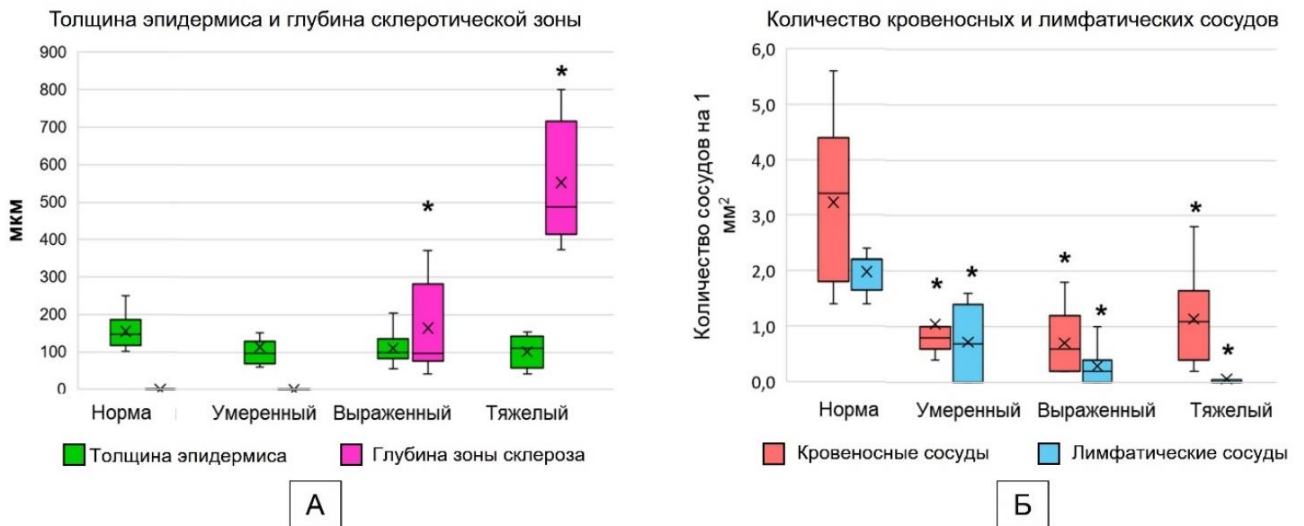 Толщина эпидермиса и глубина склеротической зоны
900
800
700
600
500
400
300
200
100
0
мкм
*
*
Норма Умеренный Выраженный Тяжелый
Толщина эпидермиса Глубина зоны склероза
А
Количество кровеносных и лимфатических сосудов
6,0
5,0
4,0
3,0
2,0
1,0
0,0
Количество сосудов на 1
мм²
* * * * * *
Норма Умеренный Выраженный Тяжелый
Кровеносные сосуды Лимфатические сосуды
Б